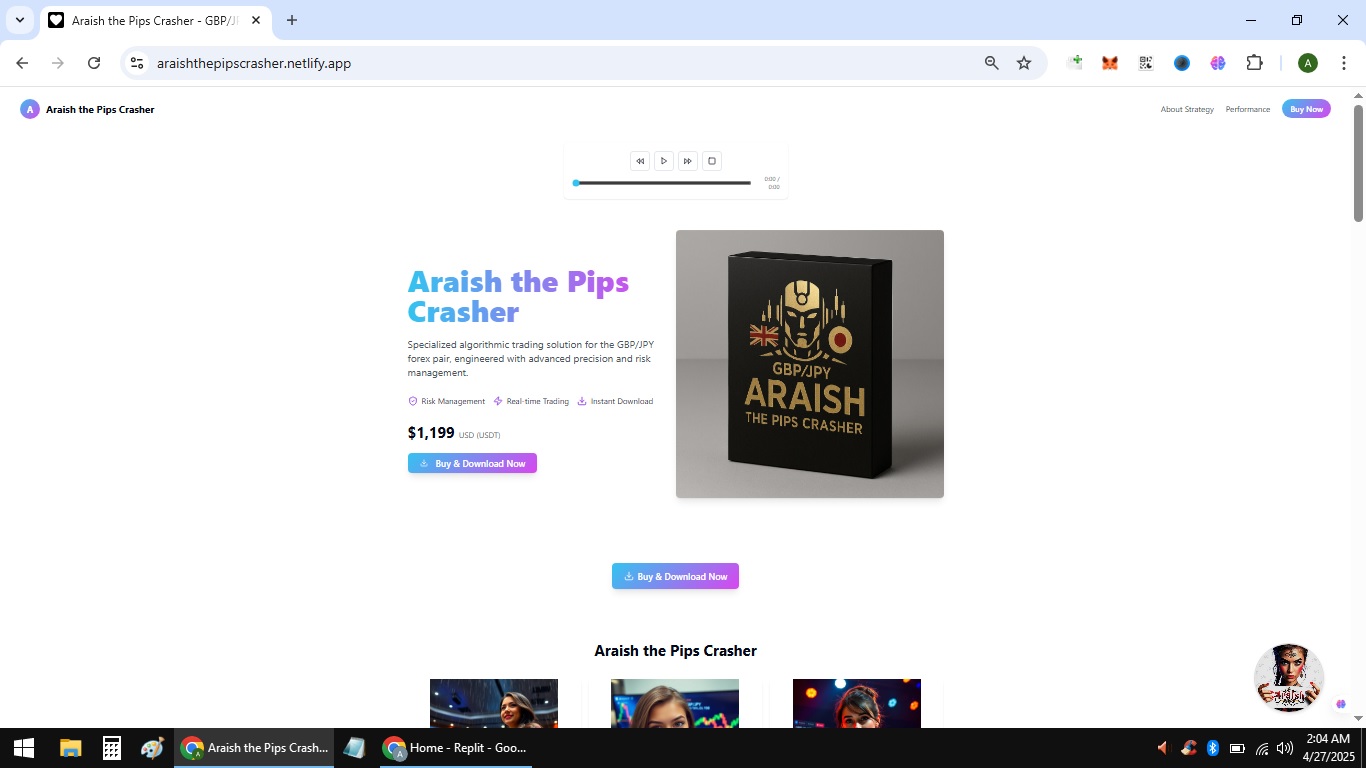 Araish the Pips Crasher - GBP/J
araishthepipscrasher.netlify.app
A
A
Araish the Pips Crasher
About Strategy
Performance
Buy Now
0:00 /
0:00
Araish the Pips
Crasher
Specialized algorithmic trading solution for the GBP/JPY
forex pair, engineered with advanced precision and risk
management.
Risk Management
Real-time Trading
Instant Download
$1,199 USD (USDT)
Buy & Download Now
GBP/JPY
ARAISH
THE PIPS CRASHER
Buy & Download Now
Araish the Pips Crasher
Araish the Pips Crash...
Home - Replit - Goo...
2:04 AM
4/27/2025